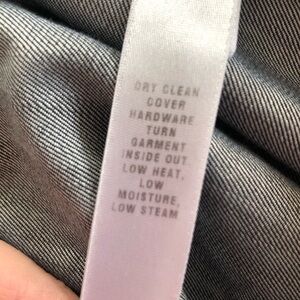 DRY CLEAN
COVER
HARDWARE
TURN
GARMENT
INSIDE OUT.
LOW HEAT,
LOW
MOISTURE,
LOW STEAM